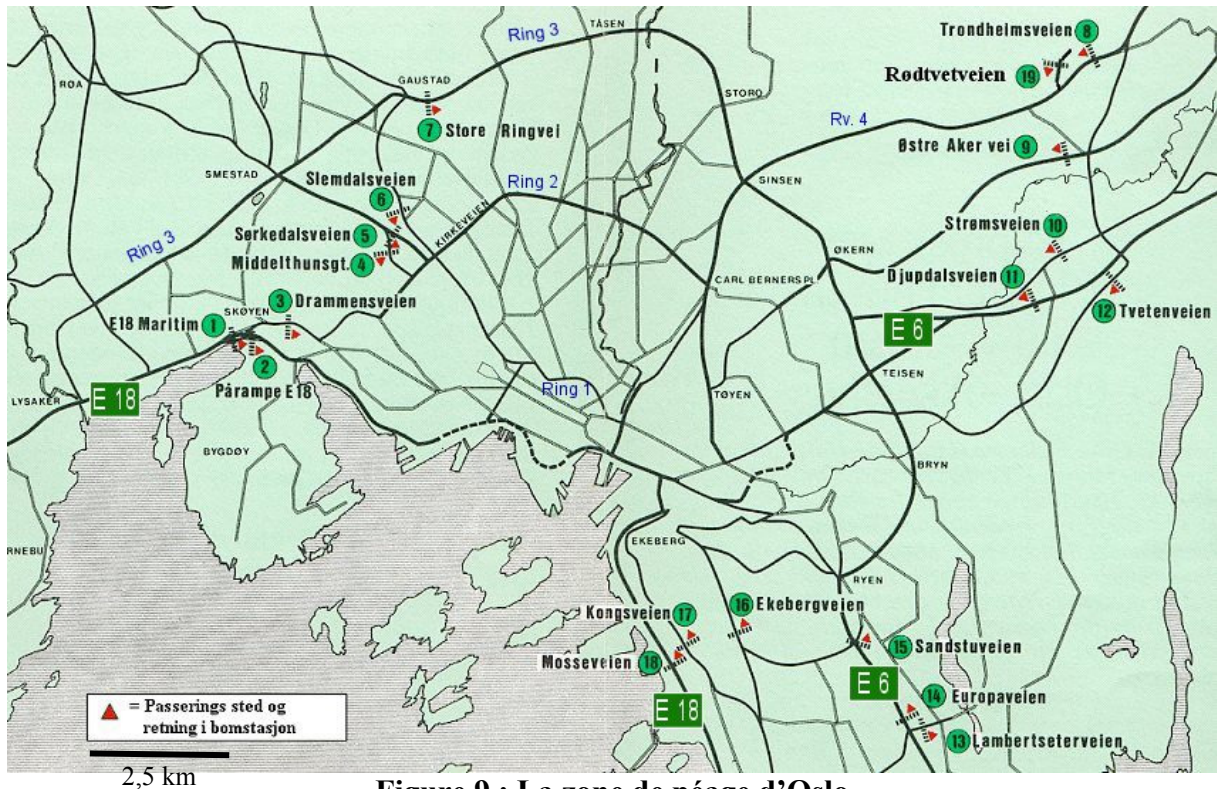 Ring 3
TÅSEN
Trondheimsveien 8
Rødtvetveien 19
RØA
GAUSTAD
7 Store Ringvei
STORO
Rv. 4
Østre Aker vei 9
SMESTAD
Slemdalsveien
6
Ring 2
SINSEN
KIRKEVEIEN
Sørkedalsveien 5
Middelthunsgt. 4
Strømsveien 10
Ring 3
ØKERN
CARL BERNERS PL.
Djupdalsveien
11
3 Drammensveien
SKØYEN
E18 Maritim 1
12 Tvetenveien
E 6
2
Pårampe E18
TEISEN
LYSAKER
E 18
Ring 1
TØYEN
BYGDØY
BRYN
RNEBU
EKEBERG
RYEN
Kongsveien 17
16 Ekebergveien
Mosseveien 18
15 Sandstuveien
E 6
14 Europaveien
E 18
13 Lambertseterveien
= Passerings sted og
retning i bomstasjon
2,5 km
Figure 9 : La zone de péage d’Oslo